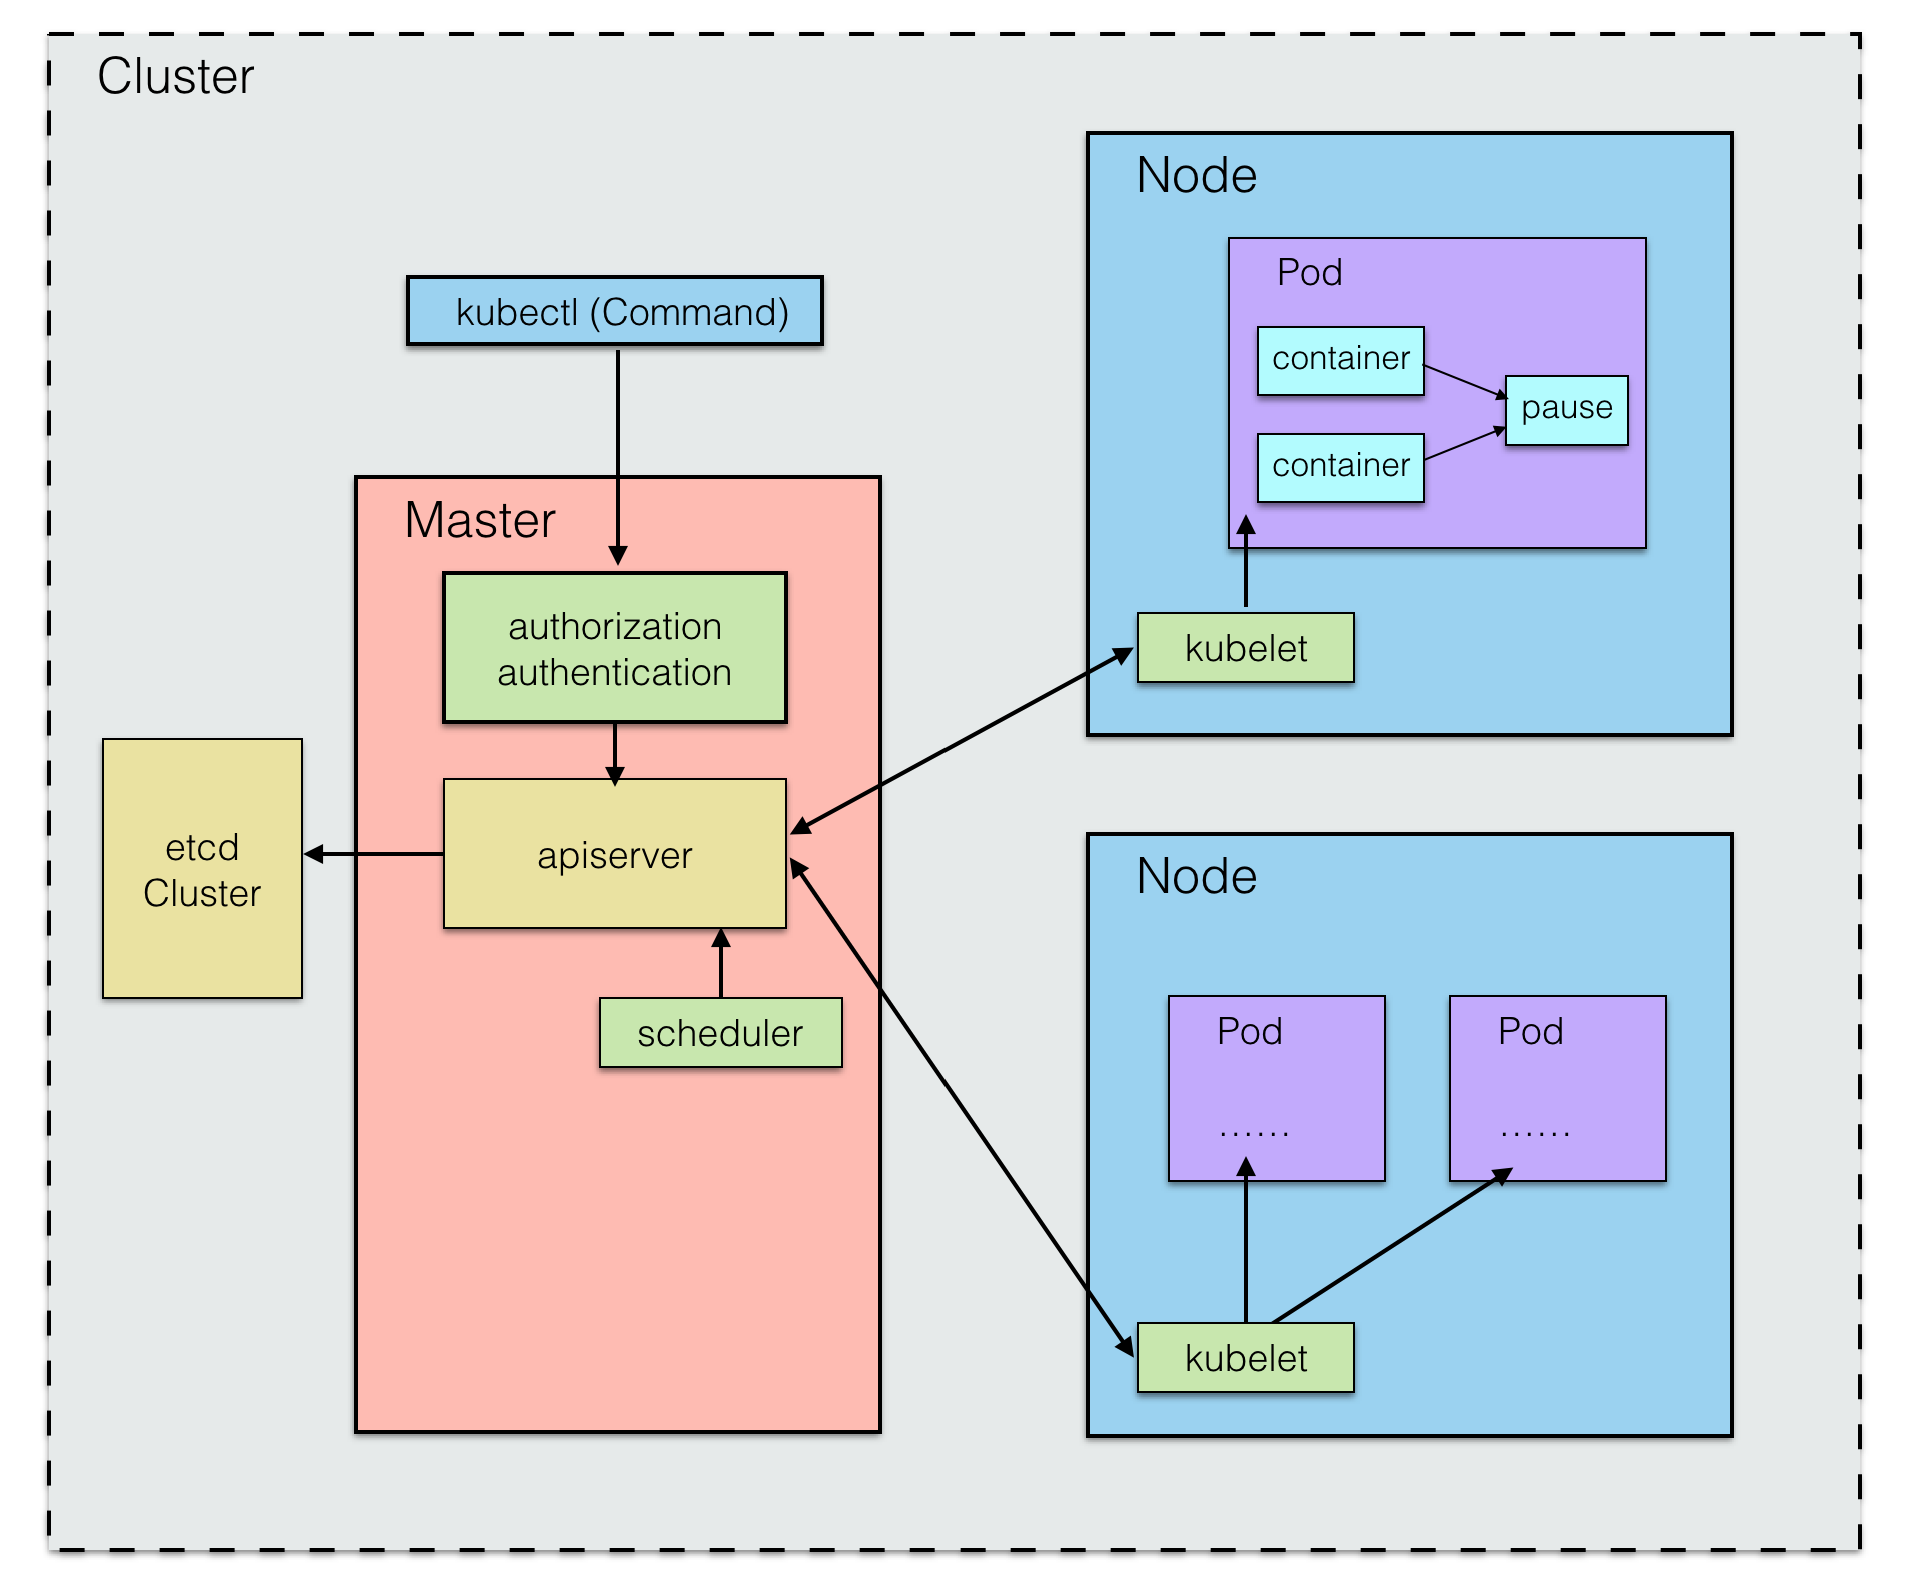 Cluster
kubectl (Command)
Master
authorization
authentication
apiserver
scheduler
etcd
Cluster
Node
Pod
container
container
pause
kubelet
Node
Pod
......
Pod
......
kubelet